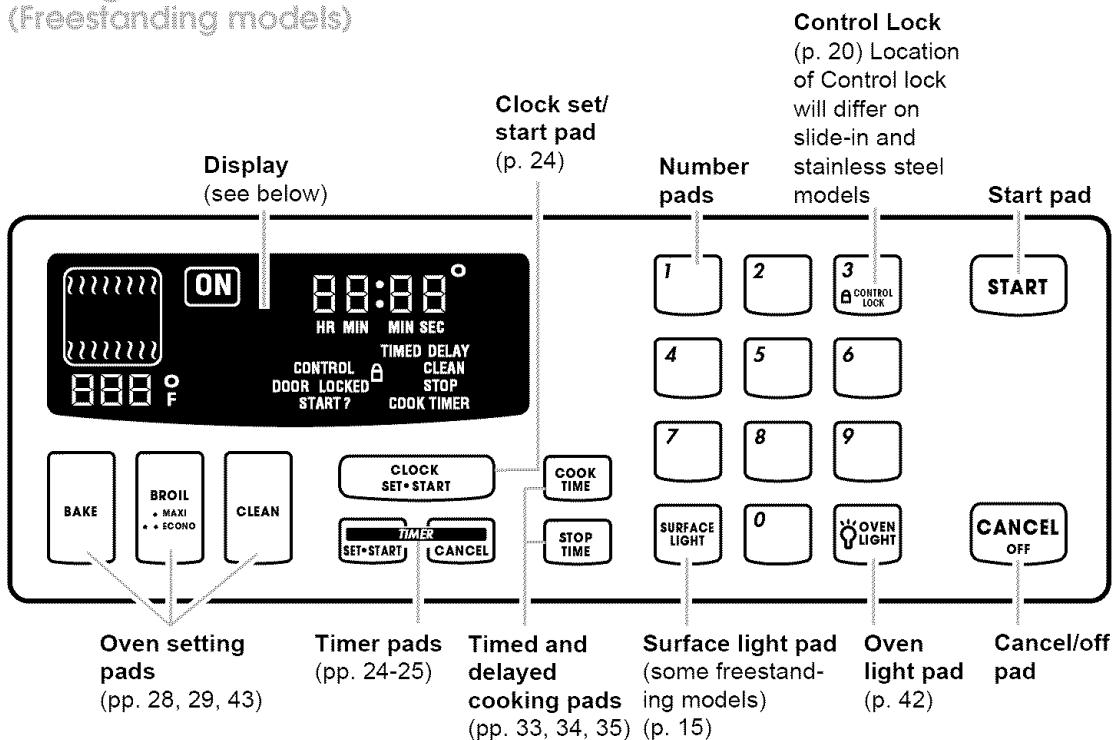 (Freestanding models)
Control Lock
(p. 20) Location
of Control lock
will differ on
slide-in and
stainless steel
models
Clock set/
start pad
(p. 24)
Display
(see below)
Number
pads
Start pad
ON
88:88°
HR MIN MIN SEC
TIMED DELAY
CONTROL CLEAN
DOOR LOCKED STOP
START? COOK TIMER
888°F
1
2
3
CONTROL
LOCK
START
4
5
6
7
8
9
BAKE
BROIL
• MAXI
• • ECONO
CLEAN
CLOCK
SET•START
COOK
TIME
TIMER
SET•START
CANCEL
STOP
TIME
SURFACE
LIGHT
0
OVEN
LIGHT
CANCEL
OFF
Oven setting
pads
(pp. 28, 29, 43)
Timer pads
(pp. 24-25)
Timed and
delayed
cooking pads
(pp. 33, 34, 35)
Surface light pad
(some freestand-
ing models)
(p. 15)
Oven
light pad
(p. 42)
Cancel/off
pad